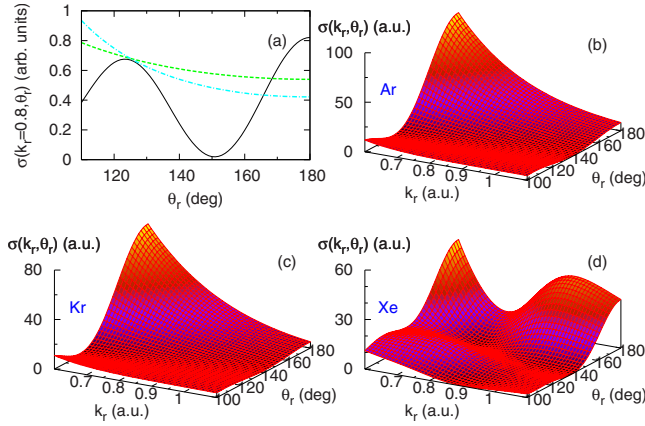 (a)
σ(k_r=0.8,θ_r) (arb. units)
1
0.8
0.6
0.4
0.2
0
120 140 160 180
θ_r (deg)
σ(k_r,θ_r) (a.u.)
(b)
Ar
100
50
0
0.7 0.8 0.9 1
k_r (a.u.)
100 120 140 160 180
θ_r (deg)
σ(k_r,θ_r) (a.u.)
(c)
Kr
80
40
0
0.7 0.8 0.9 1
k_r (a.u.)
100 120 140 160 180
θ_r (deg)
σ(k_r,θ_r) (a.u.)
(d)
Xe
60
30
0
0.7 0.8 0.9 1
k_r (a.u.)
100 120 140 160 180
θ_r (deg)